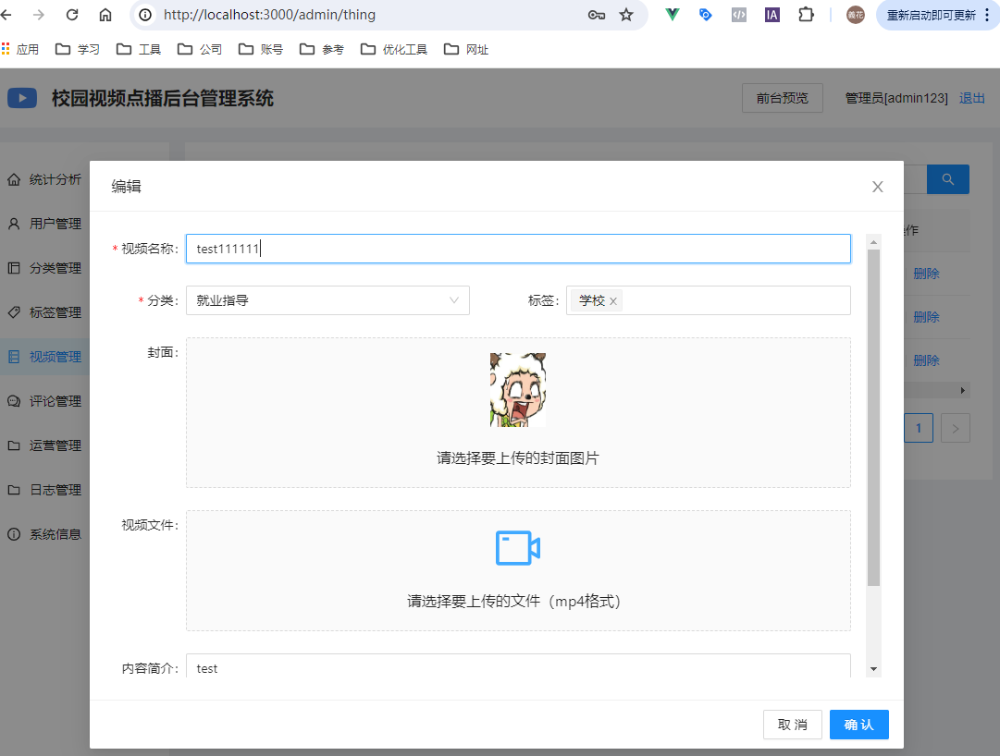 http://localhost:3000/admin/thing
IA
義花
重新启动即可更新
应用 学习 工具 公司 账号 参考 优化工具 网址
校园视频点播后台管理系统
前台预览 管理员[admin123] 退出
统计分析
用户管理
分类管理
标签管理
视频管理
评论管理
运营管理
日志管理
系统信息
编辑
* 视频名称: test111111
* 分类: 就业指导 标签: 学校
封面:
请选择要上传的封面图片
视频文件:
请选择要上传的文件（mp4格式）
内容简介: test
取 消 确 认
删除
删除
删除
1